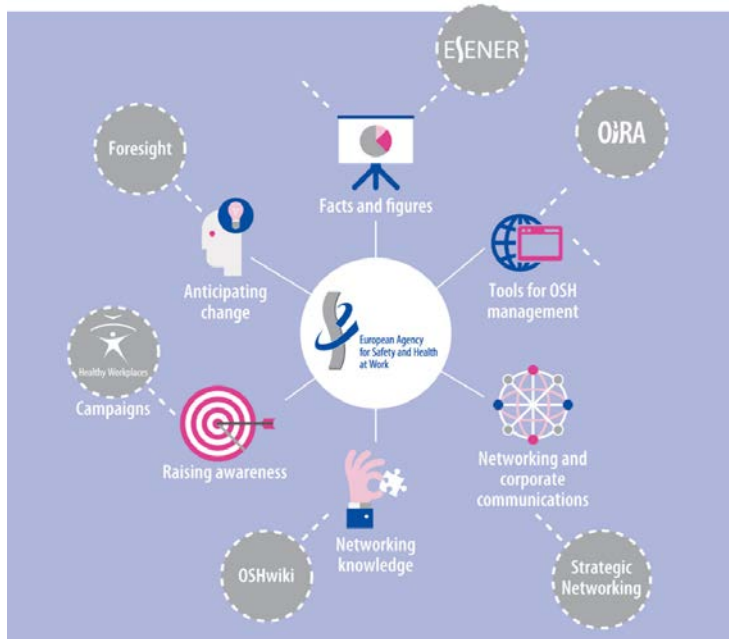 ESENER
OiRA
Foresight
Facts and figures
Anticipating
change
Tools for OSH
management
European Agency
for Safety and Health
at Work
Healthy Workplaces
Campaigns
Raising awareness
Networking
knowledge
Networking and
corporate
communications
OSHwiki
Strategic
Networking